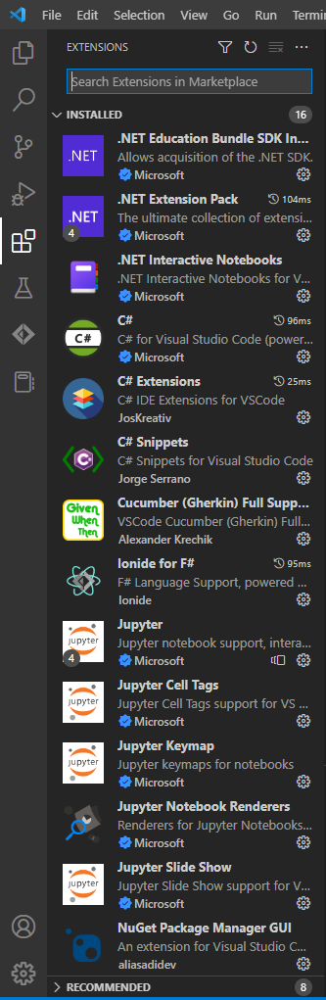 File Edit Selection View Go Run Termin
EXTENSIONS
Search Extensions in Marketplace
INSTALLED 16
.NET
.NET Education Bundle SDK In...
Allows acquisition of the .NET SDK.
Microsoft
.NET
4
.NET Extension Pack 104ms
The ultimate collection of extensi...
Microsoft
.NET Interactive Notebooks
.NET Interactive Notebooks for V...
Microsoft
C#
C# 96ms
C# for Visual Studio Code (power...
Microsoft
C# Extensions 25ms
C# IDE Extensions for VSCode
JosKreativ
C#
C# Snippets
C# Snippets for Visual Studio Code
Jorge Serrano
Given
When
Then
Cucumber (Gherkin) Full Supp...
VSCode Cucumber (Gherkin) Full...
Alexander Krechik
Ionide for F# 95ms
F# Language Support, powered ...
Ionide
jupyter
4
Jupyter
Jupyter notebook support, intera...
Microsoft
jupyter
Jupyter Cell Tags
Jupyter Cell Tags support for VS ...
Microsoft
jupyter
Jupyter Keymap
Jupyter keymaps for notebooks
Microsoft
Jupyter Notebook Renderers
Renderers for Jupyter Notebooks...
Microsoft
jupyter
Jupyter Slide Show
Jupyter Slide Show support for V...
Microsoft
NuGet Package Manager GUI
An extension for Visual Studio C...
aliasadidev
RECOMMENDED 8